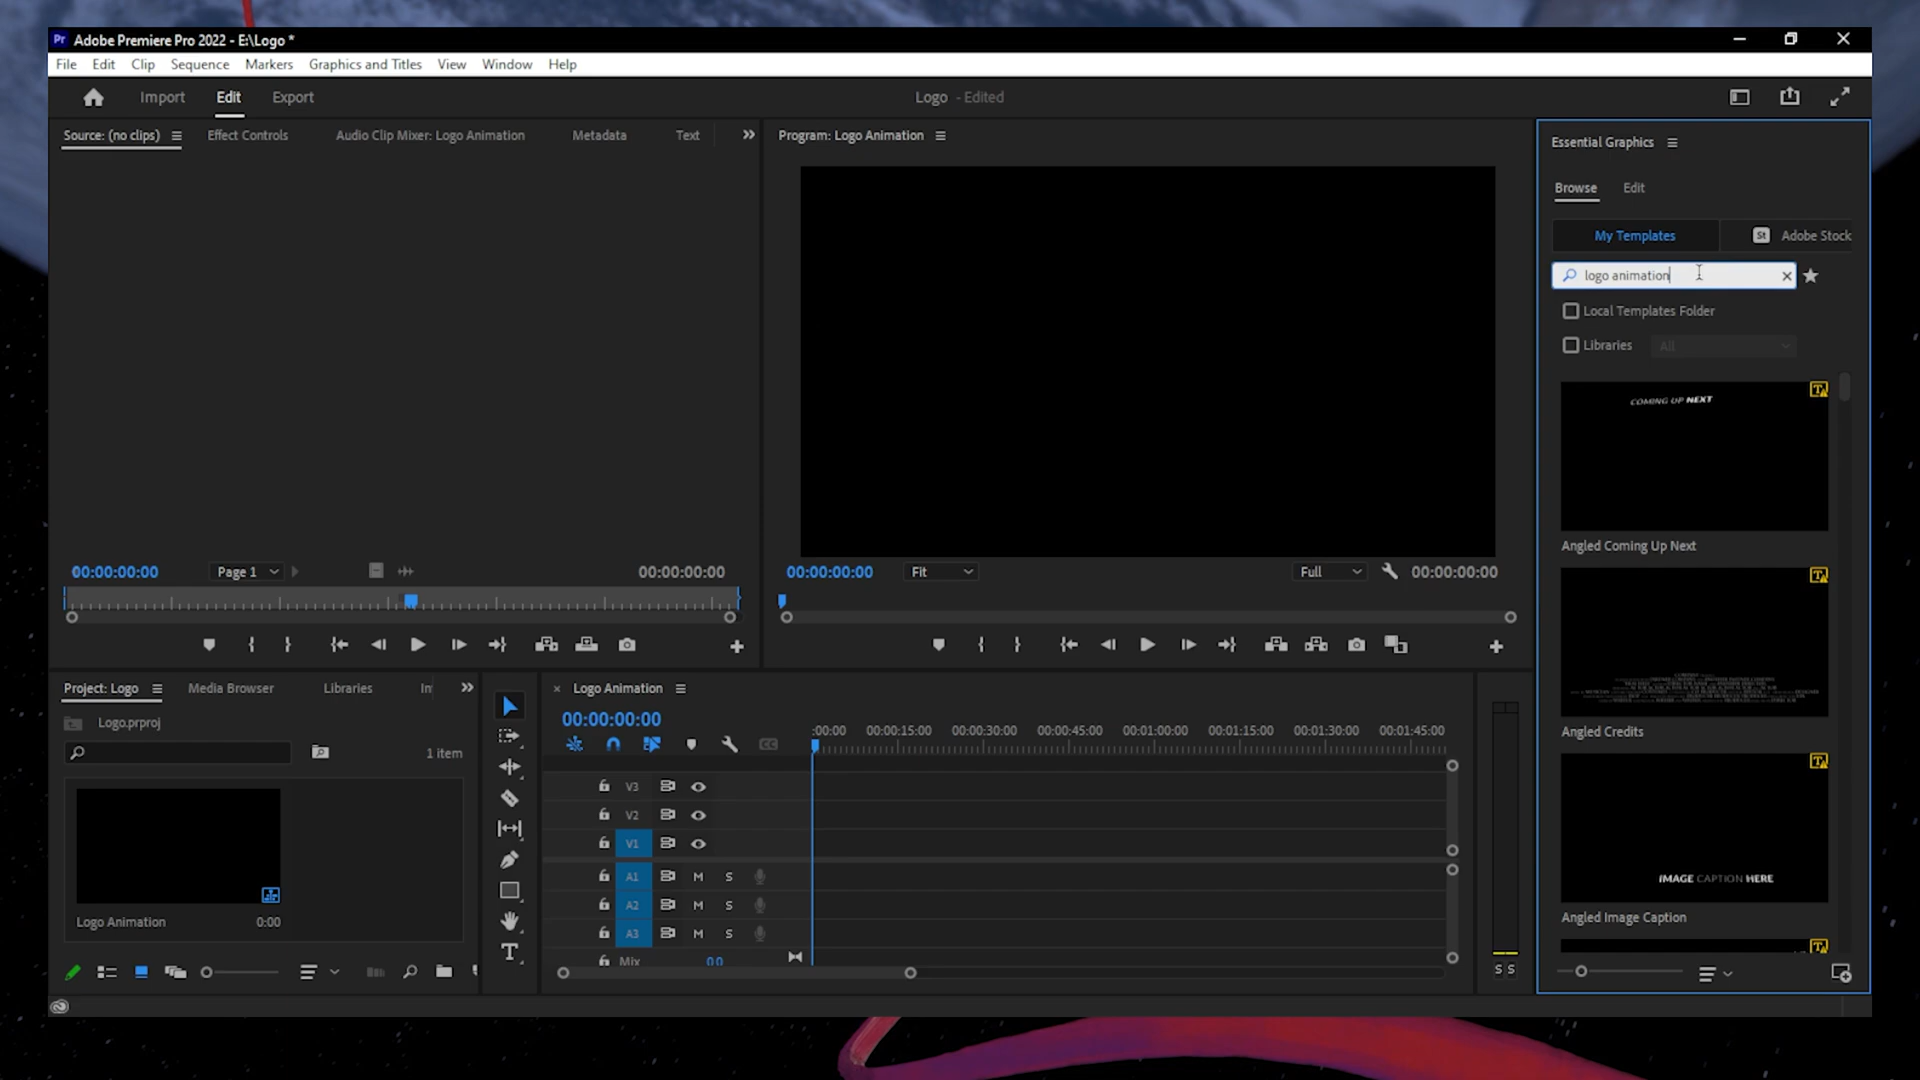 Pr Adobe Premiere Pro 2022 - E:\Logo *
File Edit Clip Sequence Markers Graphics and Titles View Window Help
Import Edit Export
Logo - Edited
Source: (no clips) Effect Controls Audio Clip Mixer: Logo Animation Metadata Text
Program: Logo Animation
Essential Graphics
Browse Edit
My Templates St Adobe Stock
logo animation
Local Templates Folder
Libraries All
COMING UP NEXT
Angled Coming Up Next
Angled Credits
IMAGE CAPTION HERE
Angled Image Caption
00:00:00:00 Page 1 00:00:00:00
00:00:00:00 Fit Full 00:00:00:00
Project: Logo Media Browser Libraries
Logo.prproj
1 item
Logo Animation 0:00
Logo Animation
00:00:00:00
:00:00 00:00:15:00 00:00:30:00 00:00:45:00 00:01:00:00 00:01:15:00 00:01:30:00 00:01:45:00
V3
V2
V1
A1 M S
A2 M S
A3 M S
Mix 0.0
S S